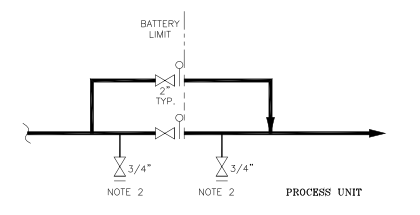 BATTERY
LIMIT
2"
TYP.
3/4"
3/4"
NOTE 2
NOTE 2
PROCESS UNIT